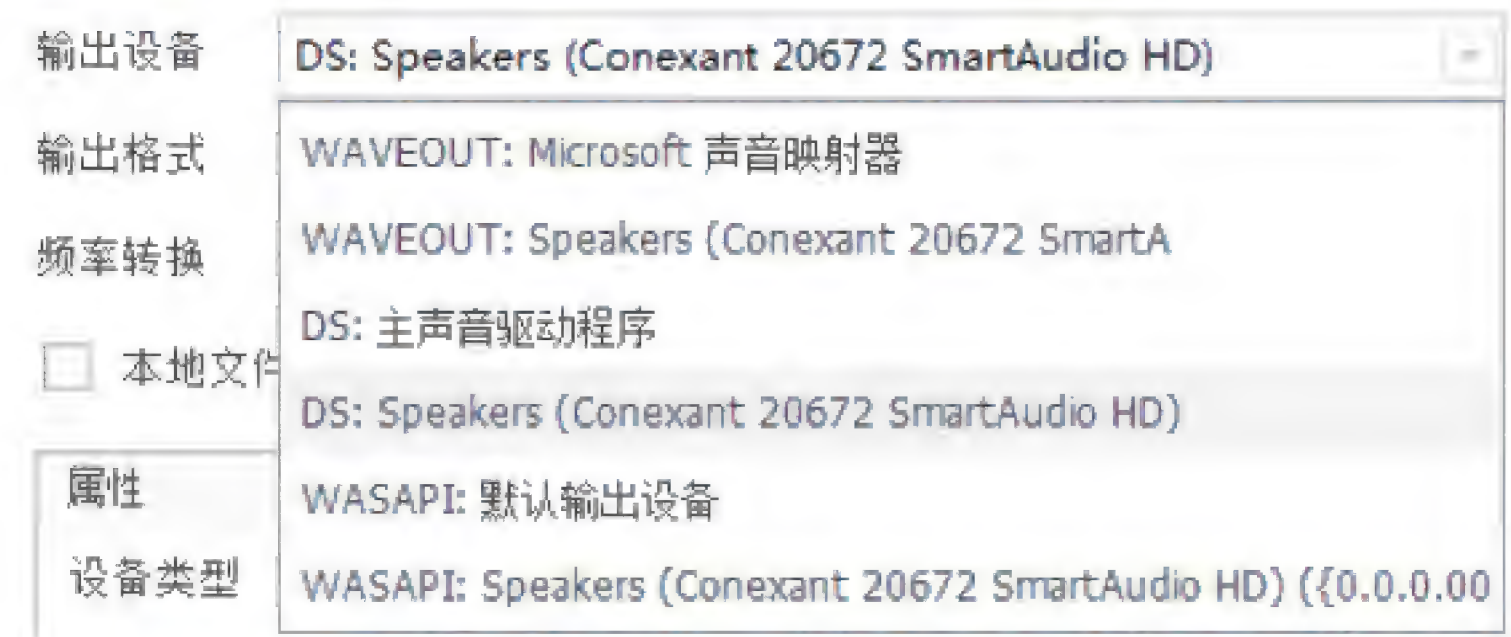 输出设备 DS: Speakers (Conexant 20672 SmartAudio HD)
输出格式 WAVEOUT: Microsoft 声音映射器
频率转换 WAVEOUT: Speakers (Conexant 20672 SmartA
DS: 主声音驱动程序
本地文件
DS: Speakers (Conexant 20672 SmartAudio HD)
属性 WASAPI: 默认输出设备
设备类型 WASAPI: Speakers (Conexant 20672 SmartAudio HD) ({0.0.0.00